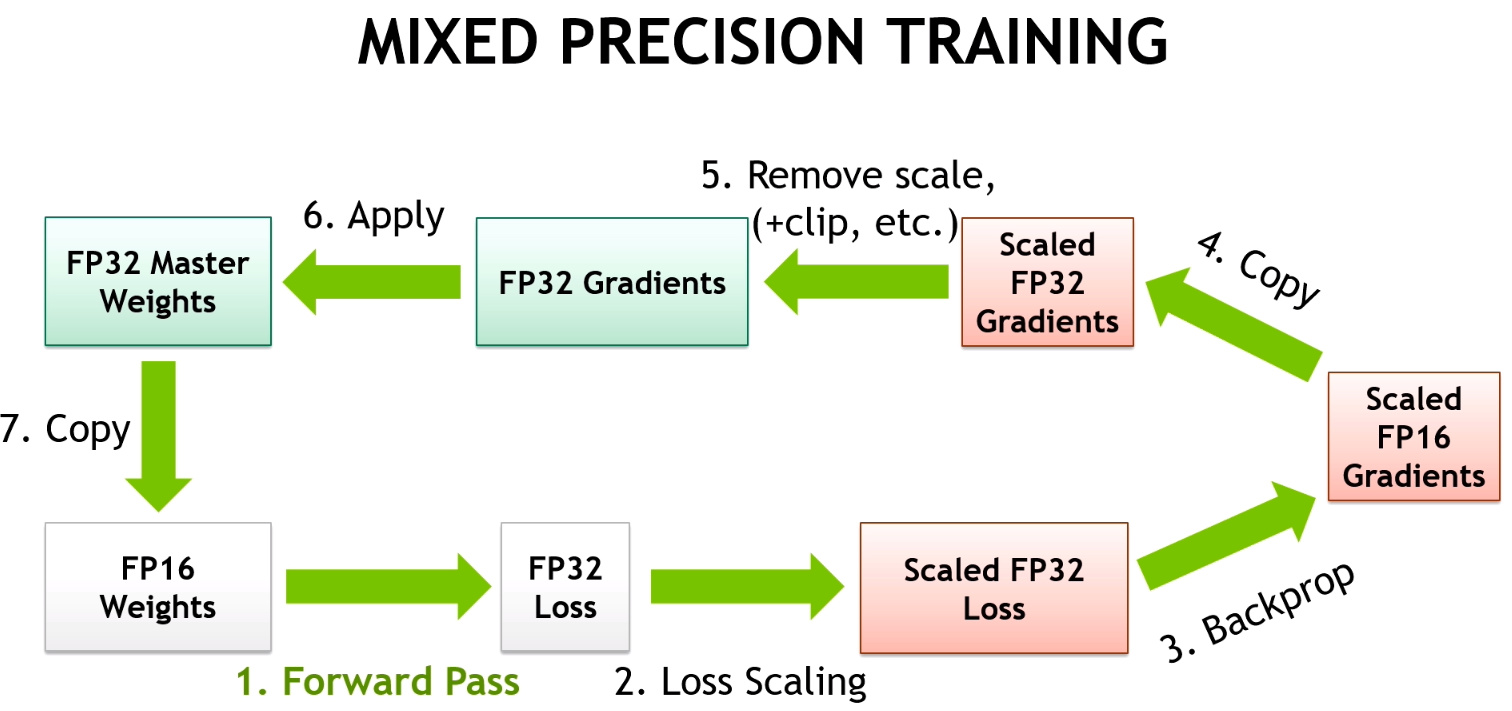 MIXED PRECISION TRAINING
5. Remove scale,
(+clip, etc.)
6. Apply
4. Copy
FP32 Master
Weights
FP32 Gradients
Scaled
FP32
Gradients
Scaled
FP16
Gradients
7. Copy
FP16
Weights
FP32
Loss
Scaled FP32
Loss
3. Backprop
1. Forward Pass
2. Loss Scaling